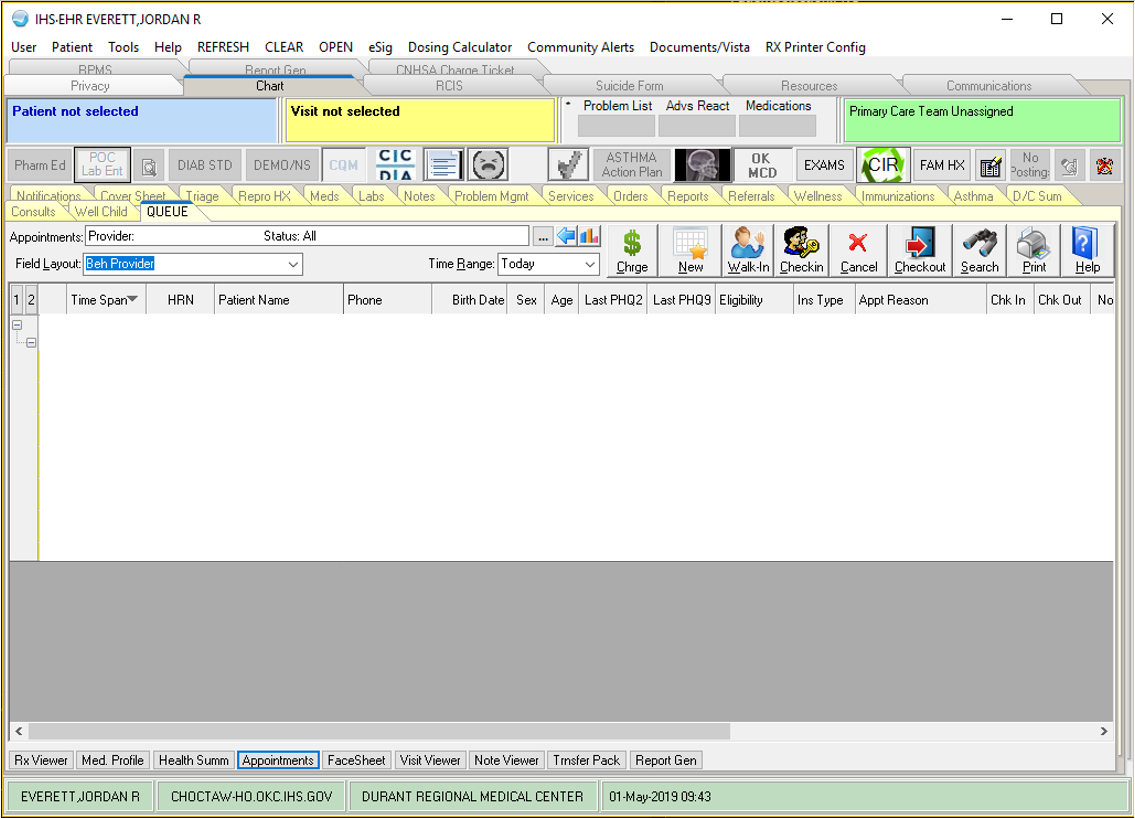 IHS-EHR EVERETT,JORDAN R
User Patient Tools Help REFRESH CLEAR OPEN eSig Dosing Calculator Community Alerts Documents/Vista RX Printer Config
RPMS Report Gen CNHSA Charge Ticket
Privacy Chart RCIS Suicide Form Resources Communications
Patient not selected Visit not selected Problem List Advs React Medications Primary Care Team Unassigned
Pharm Ed POC Lab Ent DIAB STD DEMO/NS CQM CIC DIA ASTHMA Action Plan OK MCD EXAMS CIR FAM HX No Posting:
Notifications Cover Sheet Triage Repro HX Meds Labs Notes Problem Mgmt Services Orders Reports Referrals Wellness Immunizations Asthma D/C Sum
Consults Well Child QUEUE
Appointments: Provider: Status: All ...
Field Layout: Beh Provider Time Range: Today
Chrge New Walk-In Checkin Cancel Checkout Search Print Help
1 2 Time Span HRN Patient Name Phone Birth Date Sex Age Last PHQ2 Last PHQ9 Eligibility Ins Type Appt Reason Chk In Chk Out No
Rx Viewer Med. Profile Health Summ Appointments FaceSheet Visit Viewer Note Viewer Trnsfer Pack Report Gen
EVERETT,JORDAN R CHOCTAW-HO.OKC.IHS.GOV DURANT REGIONAL MEDICAL CENTER 01-May-2019 09:43